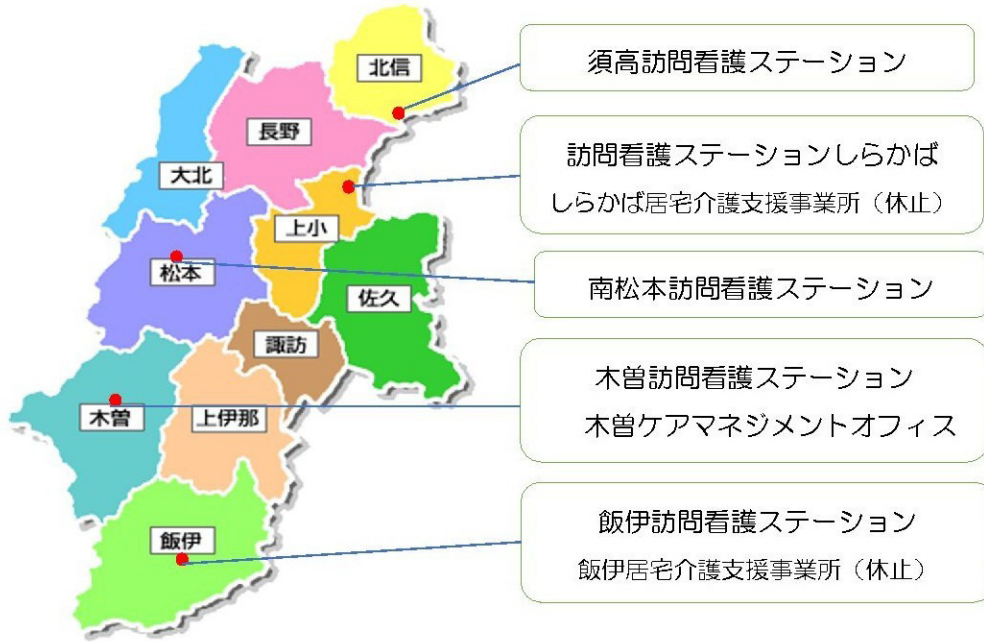 北信
長野
大北
上小
松本
佐久
諏訪
木曽
上伊那
飯伊
須高訪問看護ステーション
訪問看護ステーションしらかば
しらかば居宅介護支援事業所（休止）
南松本訪問看護ステーション
木曽訪問看護ステーション
木曽ケアマネジメントオフィス
飯伊訪問看護ステーション
飯伊居宅介護支援事業所（休止）